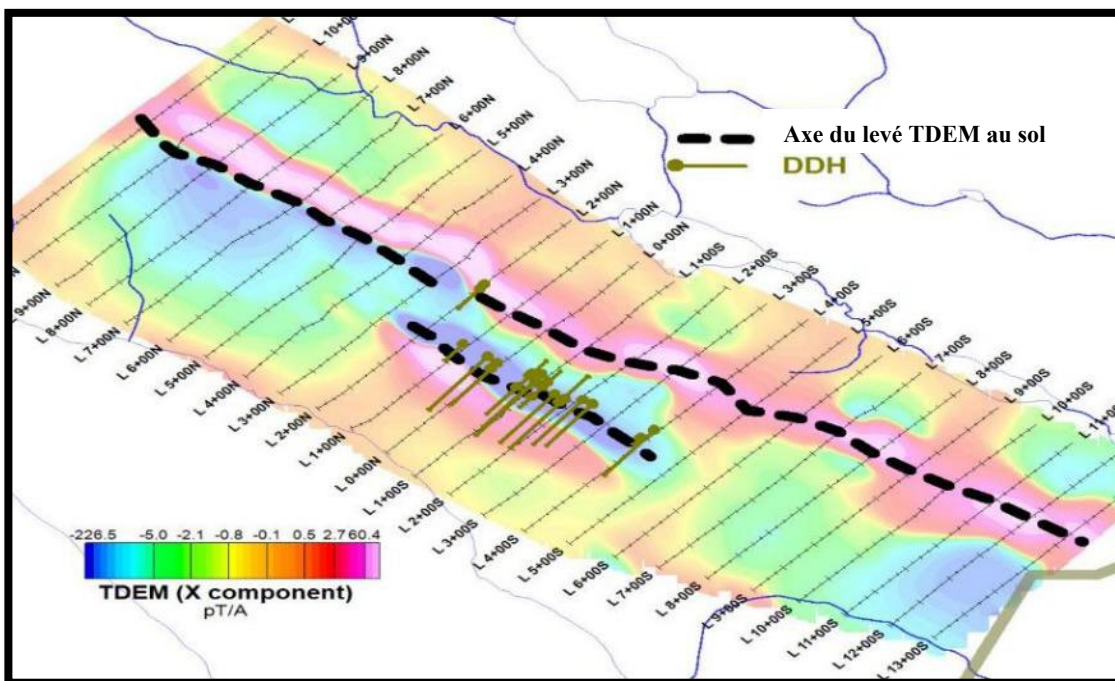 L 10+00N
L 9+00N
L 8+00N
L 7+00N
L 6+00N
L 5+00N
L 4+00N
L 3+00N
L 2+00N
L 1+00N
L 0+00N
L 1+00S
L 2+00S
L 3+00S
L 4+00S
L 5+00S
L 6+00S
L 7+00S
L 8+00S
L 9+00S
L 10+00S
Axe du levé TDEM au sol
DDH
L 9+00N
L 8+00N
L 7+00N
L 6+00N
L 5+00N
L 4+00N
L 3+00N
L 2+00N
L 1+00N
L 0+00N
L 1+00S
L 2+00S
L 3+00S
L 4+00S
L 5+00S
L 6+00S
L 7+00S
L 8+00S
L 9+00S
L 10+00S
L 11+00S
L 12+00S
L 13+00S
-226.5 -5.0 -2.1 -0.8 -0.1 0.5 2.7 60.4
TDEM (X component)
pT/A